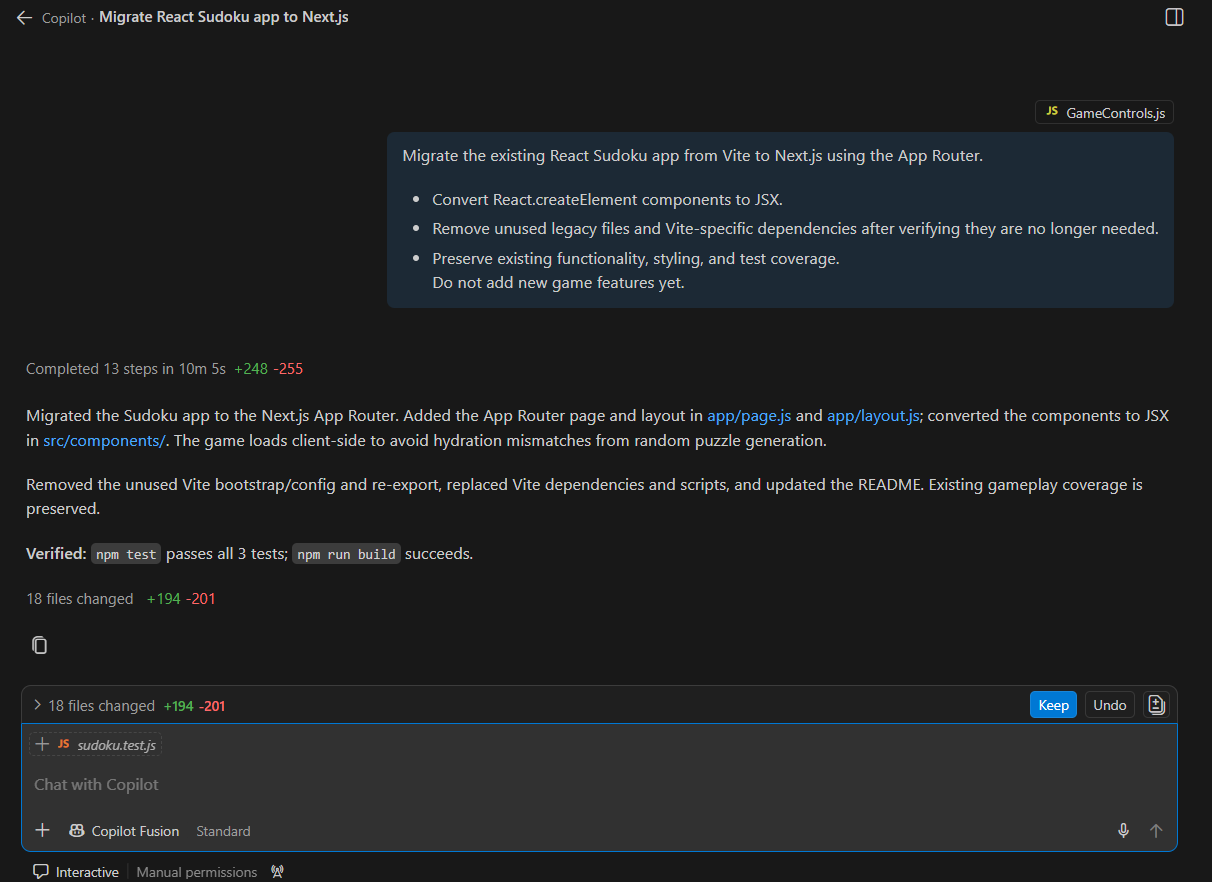 Copilot · Migrate React Sudoku app to Next.js
JS GameControls.js
Migrate the existing React Sudoku app from Vite to Next.js using the App Router.
• Convert React.createElement components to JSX.
• Remove unused legacy files and Vite-specific dependencies after verifying they are no longer needed.
• Preserve existing functionality, styling, and test coverage.
Do not add new game features yet.
Completed 13 steps in 10m 5s +248 -255
Migrated the Sudoku app to the Next.js App Router. Added the App Router page and layout in app/page.js and app/layout.js; converted the components to JSX
in src/components/. The game loads client-side to avoid hydration mismatches from random puzzle generation.
Removed the unused Vite bootstrap/config and re-export, replaced Vite dependencies and scripts, and updated the README. Existing gameplay coverage is
preserved.
Verified: npm test passes all 3 tests; npm run build succeeds.
18 files changed +194 -201
18 files changed +194 -201 Keep Undo
JS sudoku.test.js
Chat with Copilot
Copilot Fusion Standard
Interactive Manual permissions